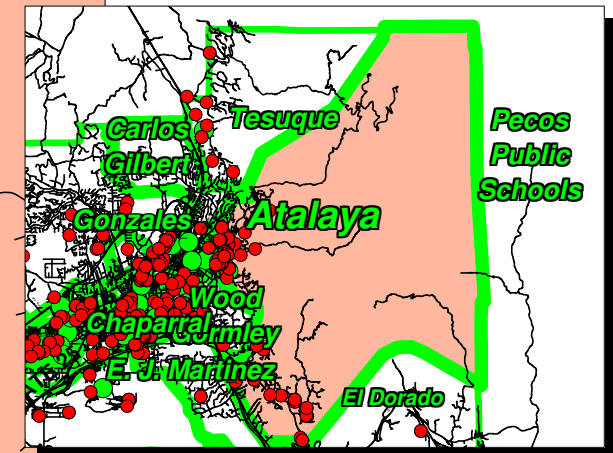 Tesuque
Pecos
Public
Schools
Carlos
Gilbert
Gonzales
Atalaya
Wood
Gormley
Chaparral
E. J. Martinez
El Dorado